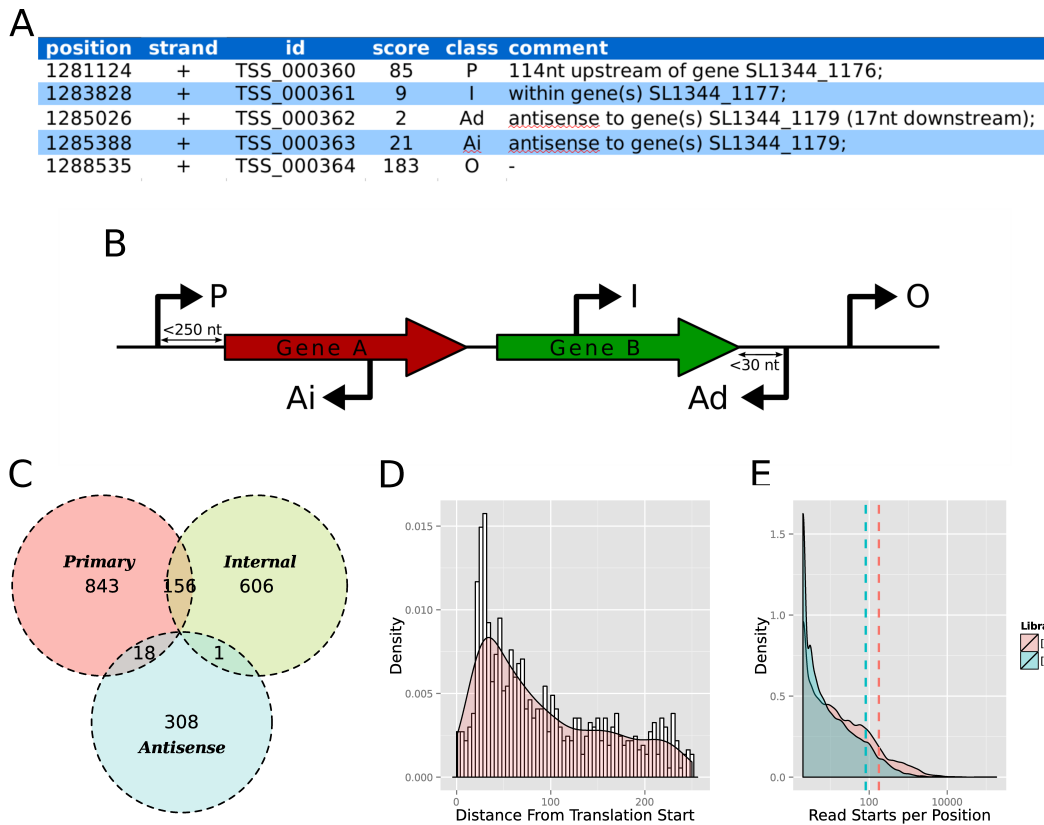 A
position strand id score class comment
1281124 + TSS_000360 85 P 114nt upstream of gene SL1344_1176;
1283828 + TSS_000361 9 I within gene(s) SL1344_1177;
1285026 + TSS_000362 2 Ad antisense to gene(s) SL1344_1179 (17nt downstream);
1285388 + TSS_000363 21 Ai antisense to gene(s) SL1344_1179;
1288535 + TSS_000364 183 O -
B
P I O
<250 nt
Gene A Gene B
<30 nt
Ai Ad
C
Primary
843
156
Internal
606
18
1
308
Antisense
D
Density
0.015
0.010
0.005
0.000
0 100 200
Distance From Translation Start
E
Density
1.5
1.0
0.5
0.0
100 10000
Read Starts per Position